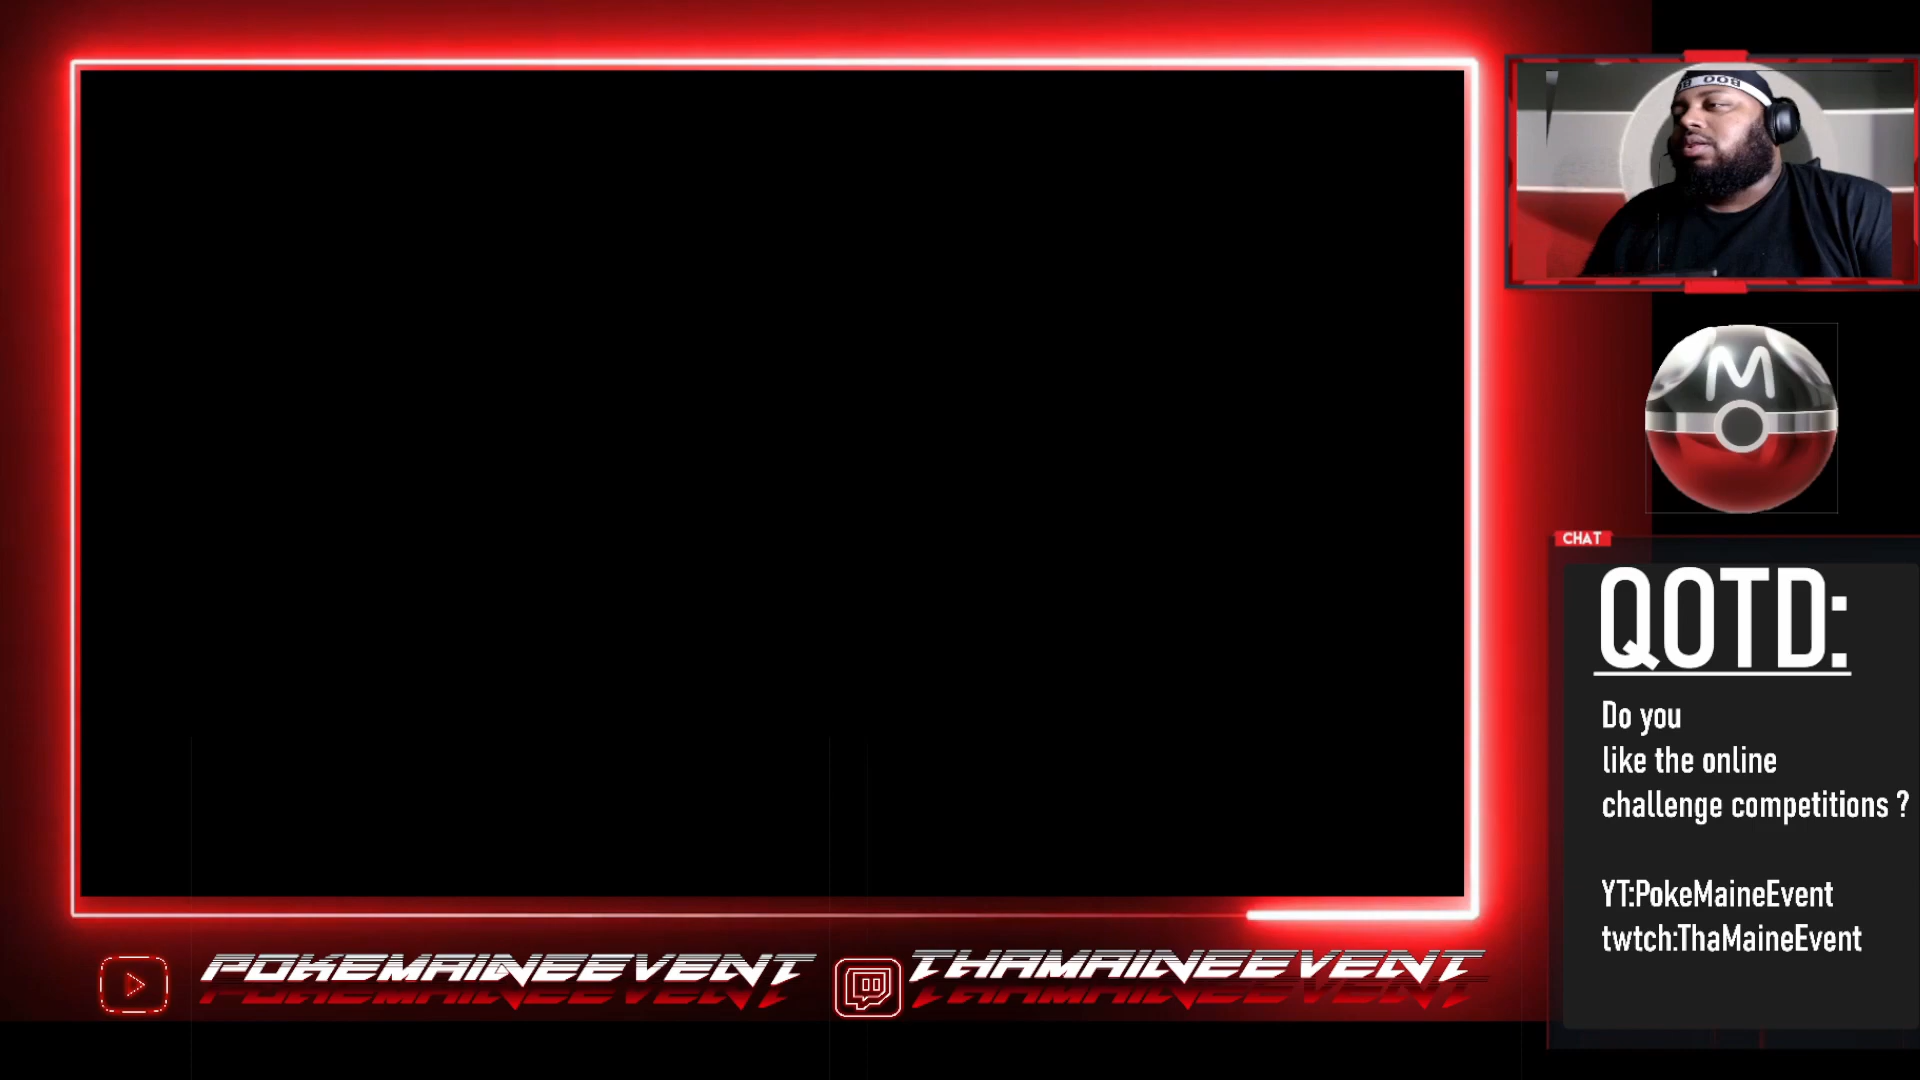 M
CHAT
QOTD:
Do you
like the online
challenge competitions ?
YT:PokeMaineEvent
twtch:ThaMaineEvent
POKEMAINEEVENT
THAMAINEEVENT